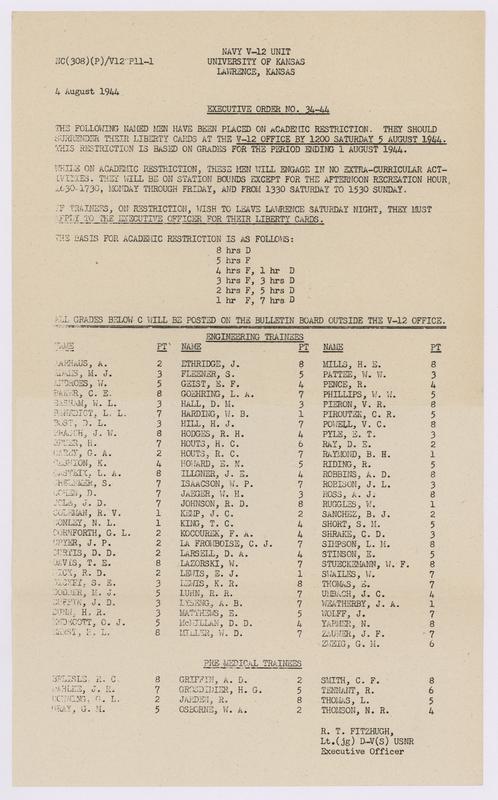 NAVY V-12 UNIT
NC(308)(P)/V12 P11-1 UNIVERSITY OF KANSAS
LAWRENCE, KANSAS
4 August 1944
EXECUTIVE ORDER NO. 34-44
THE FOLLOWING NAMED MEN HAVE BEEN PLACED ON ACADEMIC RESTRICTION. THEY SHOULD
SURRENDER THEIR LIBERTY CARDS AT THE V-12 OFFICE BY 1200 SATURDAY 5 AUGUST 1944.
THIS RESTRICTION IS BASED ON GRADES FOR THE PERIOD ENDING 1 AUGUST 1944.
WHILE ON ACADEMIC RESTRICTION, THESE MEN WILL ENGAGE IN NO EXTRA-CURRICULAR ACT-
IVITIES. THEY WILL BE ON STATION BOUNDS EXCEPT FOR THE AFTERNOON RECREATION HOUR,
1630-1730, MONDAY THROUGH FRIDAY, AND FROM 1330 SATURDAY TO 1530 SUNDAY.
IF TRAINEES, ON RESTRICTION, WISH TO LEAVE LAWRENCE SATURDAY NIGHT, THEY MUST
APPLY TO THE EXECUTIVE OFFICER FOR THEIR LIBERTY CARDS.
THE BASIS FOR ACADEMIC RESTRICTION IS AS FOLLOWS:
8 hrs D
5 hrs F
4 hrs F, 1 hr D
3 hrs F, 3 hrs D
2 hrs F, 5 hrs D
1 hr F, 7 hrs D
ALL GRADES BELOW C WILL BE POSTED ON THE BULLETIN BOARD OUTSIDE THE V-12 OFFICE.
ENGINEERING TRAINEES
NAME PT NAME PT NAME PT
A. 2 ETHRIDGE, J. 8 MILLS, H. E. 8
M. J. 3 FLEENER, S. 5 PATTEE, W. W. 3
W. 5 GEIST, E. F. 4 PENCE, R. 4
BAKER, C. E. 8 GOEHRING, L. A. 7 PHILLIPS, W. W. 5
W. L. 3 HALL, D. M. 3 PIERON, V. R. 8
BENEDICT, L. L. 7 HARDING, W. B. 1 PIROUTEK, C. R. 5
D. L. 3 HILL, H. J. 7 POWELL, V. C. 8
J. W. 8 HODGES, R. H. 4 PYLE, E. T. 3
H. 7 HOUTS, H. C. 6 RAY, D. E. 2
G. A. 2 HOUTS, R. C. 7 RAYMOND, B. H. 1
K. 4 HOWARD, E. N. 5 RIDING, R. 5
L. A. 8 ILLGNER, J. E. 4 ROBBINS, A. D. 8
S. 7 ISAACSON, W. P. 7 ROBISON, J. L. 3
D. 7 JAEGER, W. H. 3 ROSS, A. J. 8
J. D. 7 JOHNSON, R. D. 8 RUGGLES, W. 1
COLEMAN, R. V. 1 KEMP, J. C. 2 SANCHEZ, B. J. 2
CONLEY, N. L. 1 KING, T. C. 4 SHORT, S. M. 5
CORNFORTH, G. L. 2 KOCOUREK, F. A. 4 SHRAKE, C. D. 3
CRYER, J. P. 2 LA FROMBOISE, C. J. 7 SIMPSON, L. M. 8
CURTIS, D. D. 2 LARSELL, D. A. 4 STINSON, E. 5
DAVIS, T. E. 8 LAZORSKI, W. 7 STUECKEMANN, W. F. 8
R. D. 2 LEWIS, E. J. 1 SWAILES, W. 7
S. E. 3 LEWIS, K. R. 8 THOMAS, E. 7
M. J. 5 LUHN, R. R. 7 UMBACH, J. C. 4
J. D. 3 LYSENG, A. B. 7 WEATHERBY, J. A. 1
H. R. 3 MATTHEWS, E. 5 WOLFF, J. 7
ENDECOTT, O. J. 5 McMILLAN, D. D. 4 YARMER, N. 8
L. 8 MILLER, W. D. 7 ZAUMER, J. F. 7
ZWEIG, G. M. 6
PRE MEDICAL TRAINEES
BELISLE, R. C. 8 GRIFFIN, A. D. 2 SMITH, C. F. 8
J. R. 7 GROSDIDIER, H. G. 5 TENNANT, R. 6
G. L. 2 JARDEN, R. 8 THOMAS, L. 5
GRAY, G. M. 5 OSBORNE, W. A. 2 THOMSON, N. R. 4
R. T. FITZHUGH,
Lt.(jg) D-V(S) USNR
Executive Officer